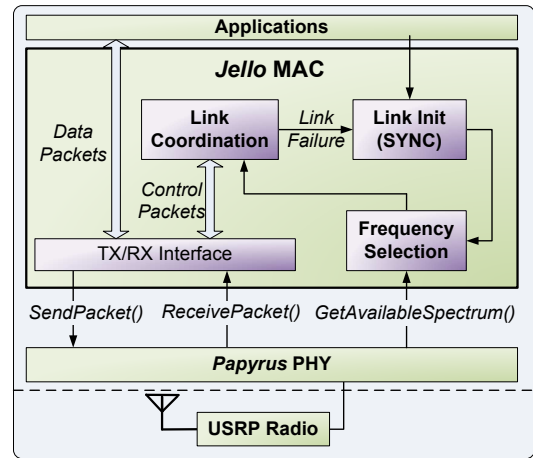 Applications
Jello MAC
Data
Packets
Link
Coordination
Link
Failure
Link Init
(SYNC)
Control
Packets
Frequency
Selection
TX/RX Interface
SendPacket()
ReceivePacket()
GetAvailableSpectrum()
Papyrus PHY
USRP Radio